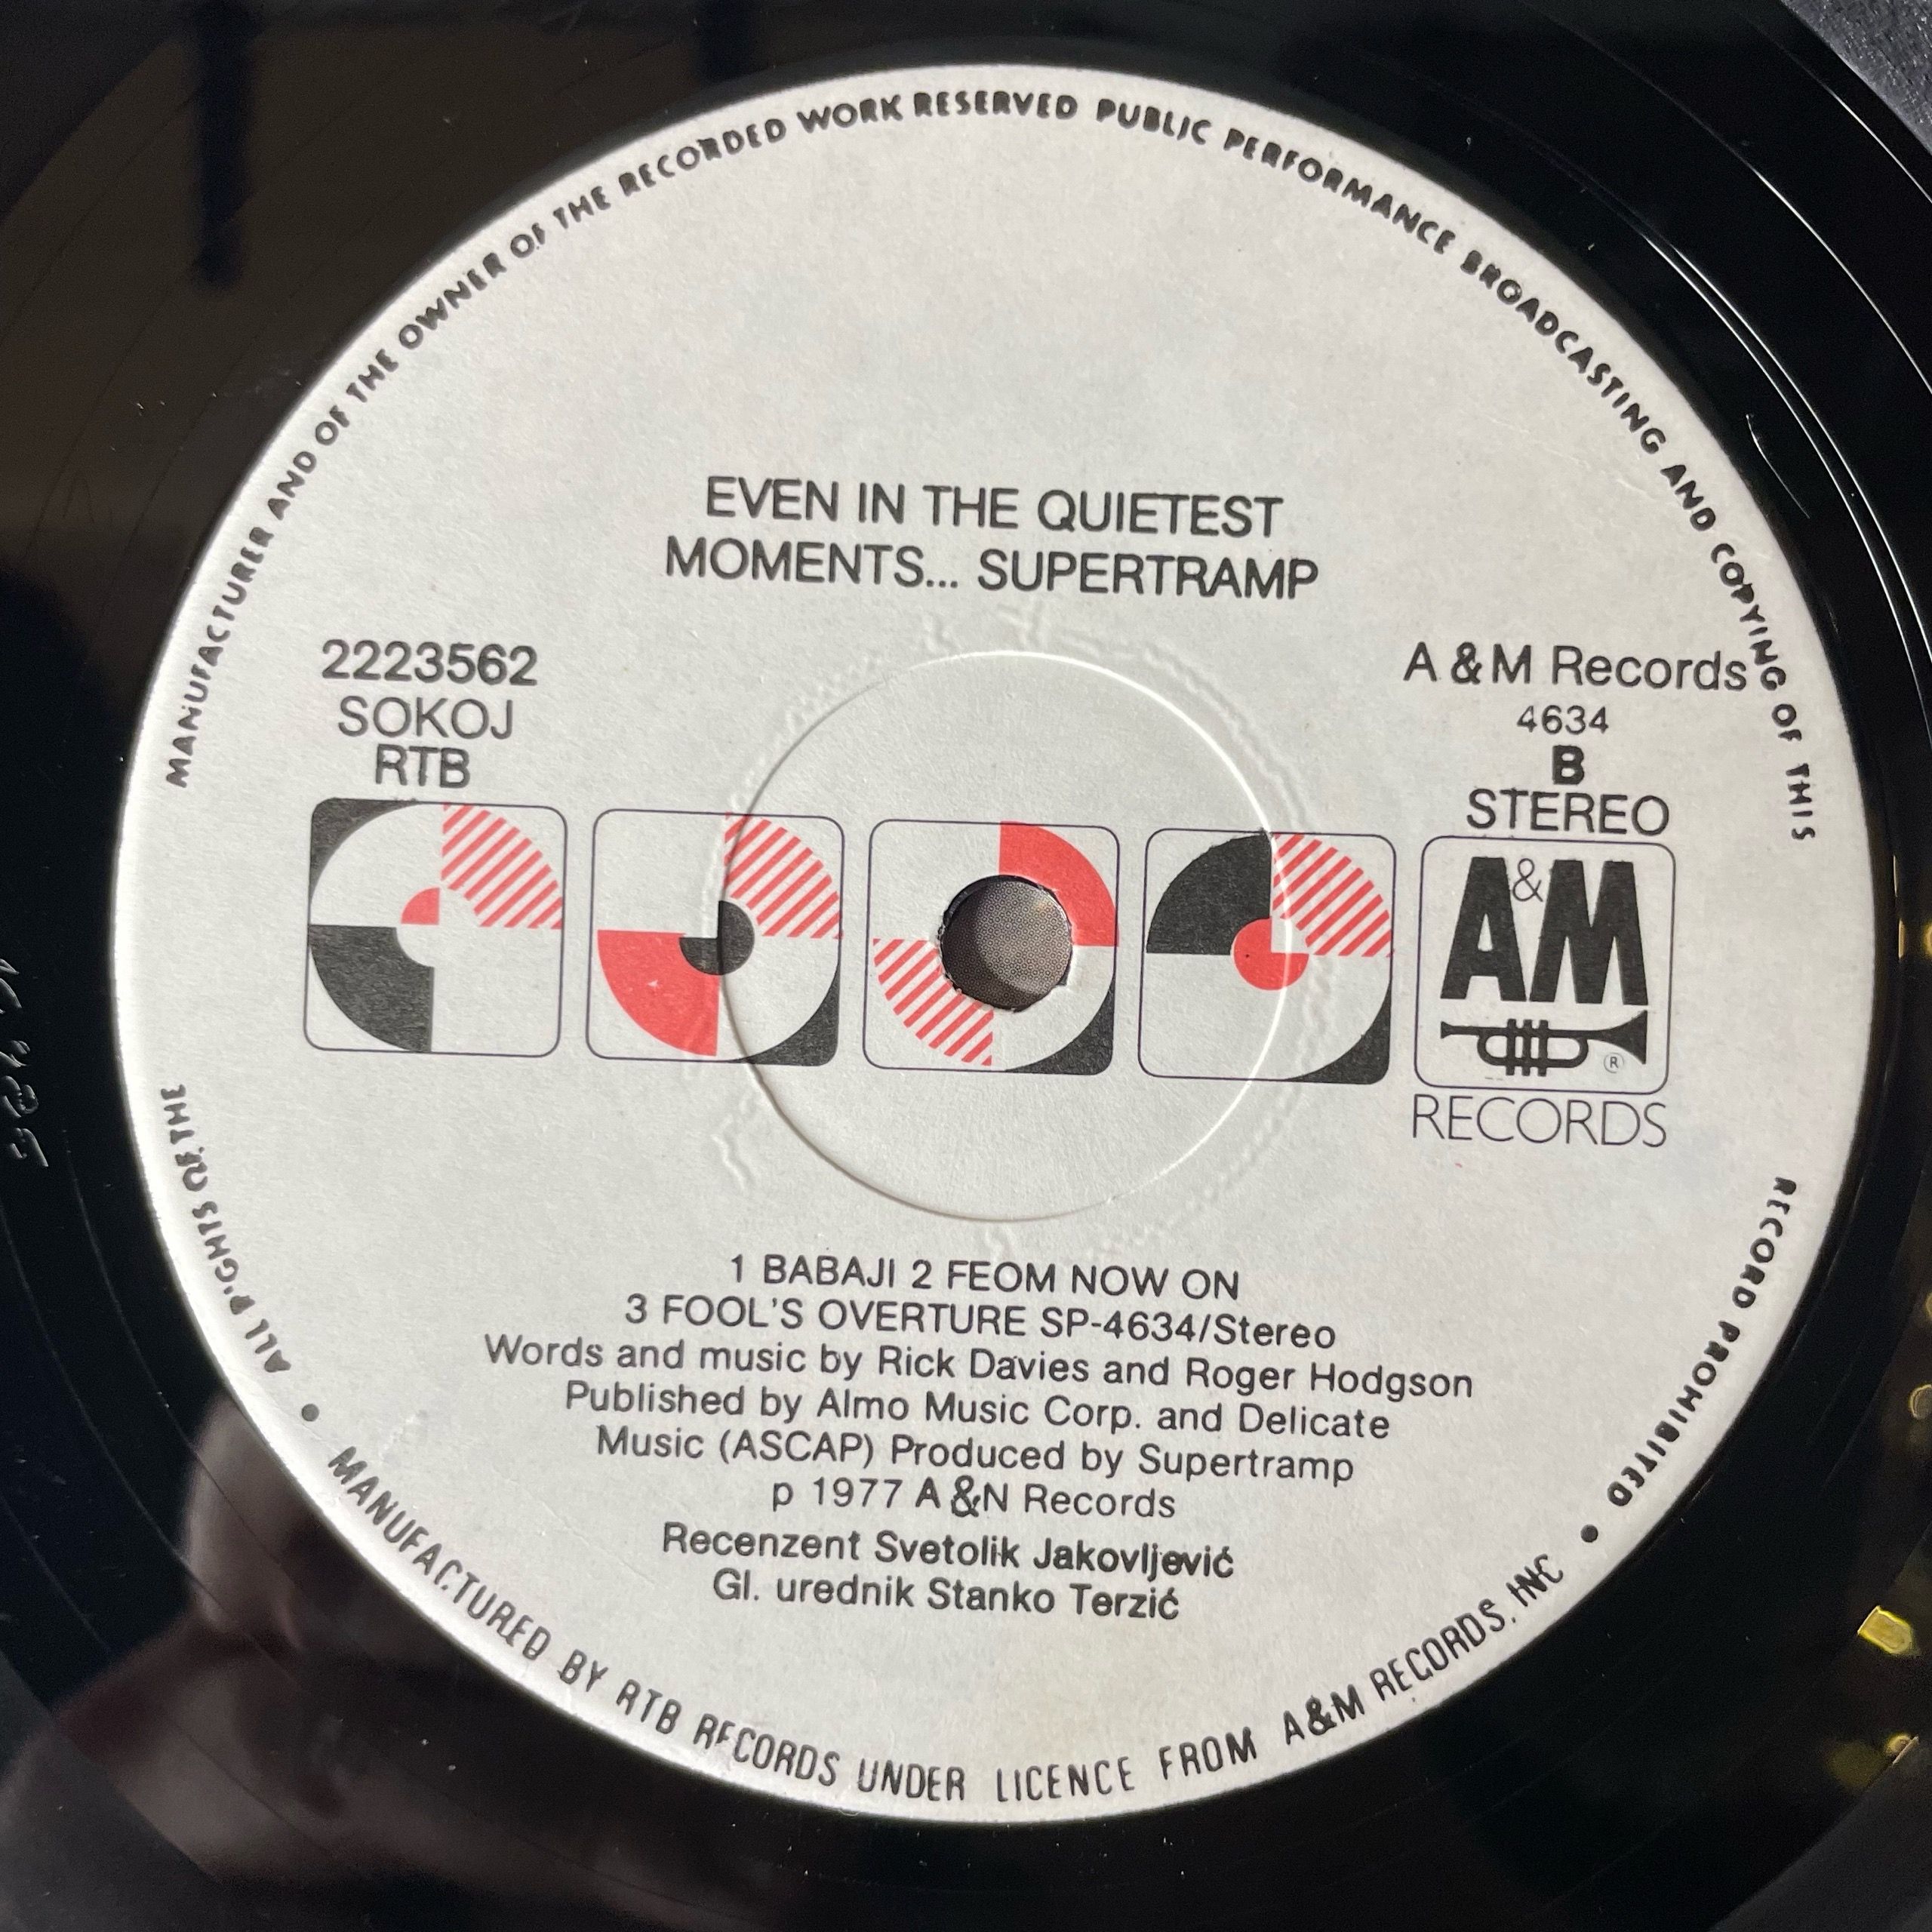 ALL RIGHTS OF THE MANUFACTURER AND OF THE OWNER OF THE RECORDED WORK RESERVED PUBLIC PERFORMANCE BROADCASTING AND COPYING OF THIS RECORD PROHIBITED
EVEN IN THE QUIETEST
MOMENTS... SUPERTRAMP
2223562
SOKOJ
RTB
A & M Records
4634
B
STEREO
A&M
®
RECORDS
1 BABAJI 2 FEOM NOW ON
3 FOOL'S OVERTURE SP-4634/Stereo
Words and music by Rick Davies and Roger Hodgson
Published by Almo Music Corp. and Delicate
Music (ASCAP) Produced by Supertramp
p 1977 A &N Records
Recenzent Svetolik Jakovljević
Gl. urednik Stanko Terzić
• MANUFACTURED BY RTB RECORDS UNDER LICENCE FROM A&M RECORDS, INC •